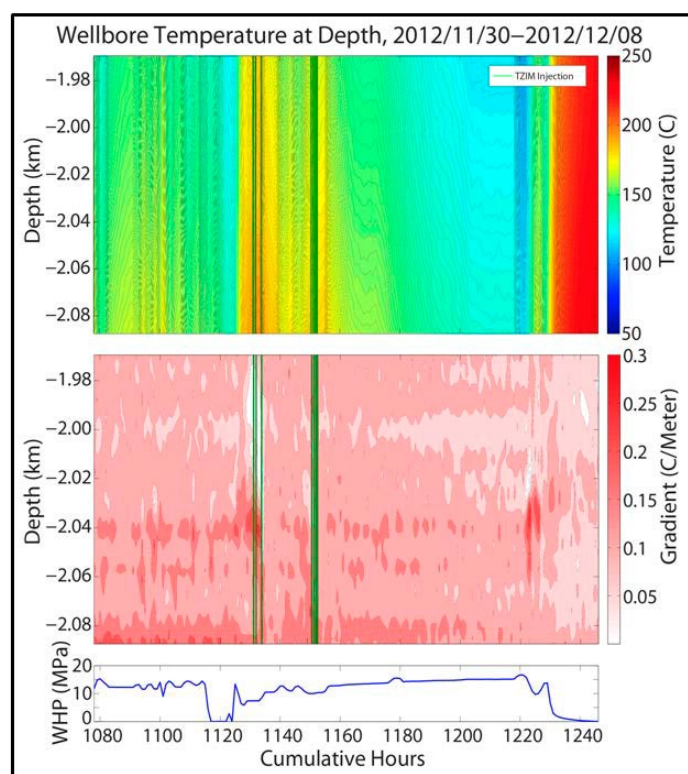 Wellbore Temperature at Depth, 2012/11/30−2012/12/08
TZIM Injection
−1.98
−2.00
−2.02
−2.04
−2.06
−2.08
Depth (km)
250
200
150
100
50
Temperature (C)
−1.98
−2.00
−2.02
−2.04
−2.06
−2.08
Depth (km)
0.3
0.25
0.2
0.15
0.1
0.05
Gradient (C/Meter)
20
10
0
WHP (MPa)
1080 1100 1120 1140 1160 1180 1200 1220 1240
Cumulative Hours